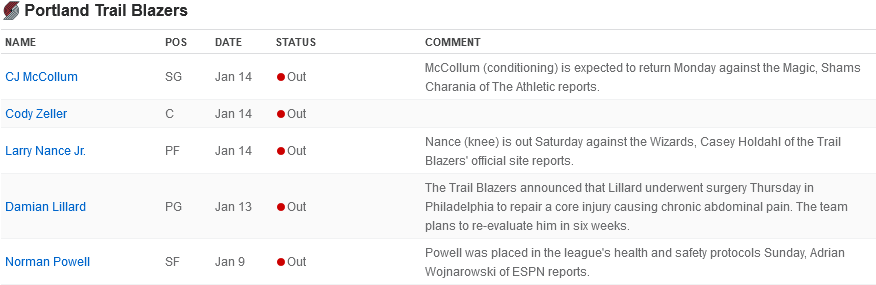 Portland Trail Blazers
NAME POS DATE STATUS COMMENT
CJ McCollum SG Jan 14 Out McCollum (conditioning) is expected to return Monday against the Magic, Shams
Charania of The Athletic reports.
Cody Zeller C Jan 14 Out
Larry Nance Jr. PF Jan 14 Out Nance (knee) is out Saturday against the Wizards, Casey Holdahl of the Trail
Blazers' official site reports.
Damian Lillard PG Jan 13 Out The Trail Blazers announced that Lillard underwent surgery Thursday in
Philadelphia to repair a core injury causing chronic abdominal pain. The team
plans to re-evaluate him in six weeks.
Norman Powell SF Jan 9 Out Powell was placed in the league's health and safety protocols Sunday, Adrian
Wojnarowski of ESPN reports.